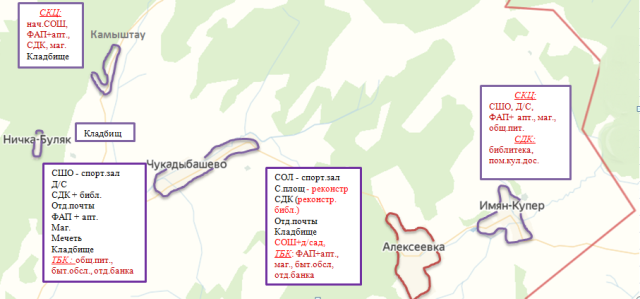 СКЦ:
нач.СОШ,
ФАП+апт.,
СДК, маг.
Кладбище
Камыштау
Кладбищ
Ничка-Буляк
Чукадыбашево
СШО - спорт.зал
Д/С
СДК + библ.
Отд.почты
ФАП + апт.
Маг.
Мечеть
Кладбище
ТБК: общ.пит.,
быт.обсл., отд.банка
СОЛ - спорт.зал
С.площ - реконстр
СДК (реконстр.
библ.)
Отд.почты
Кладбище
СОШ+д/сад,
ТБК: ФАП+апт.,
маг., быт.обсл,
отд.банка
Алексеевка
СКЦ:
СШО, Д/С,
ФАП+ апт., маг.,
общ.пит.
СДК:
библитека,
пом.кул.дос.
Имян-Купер